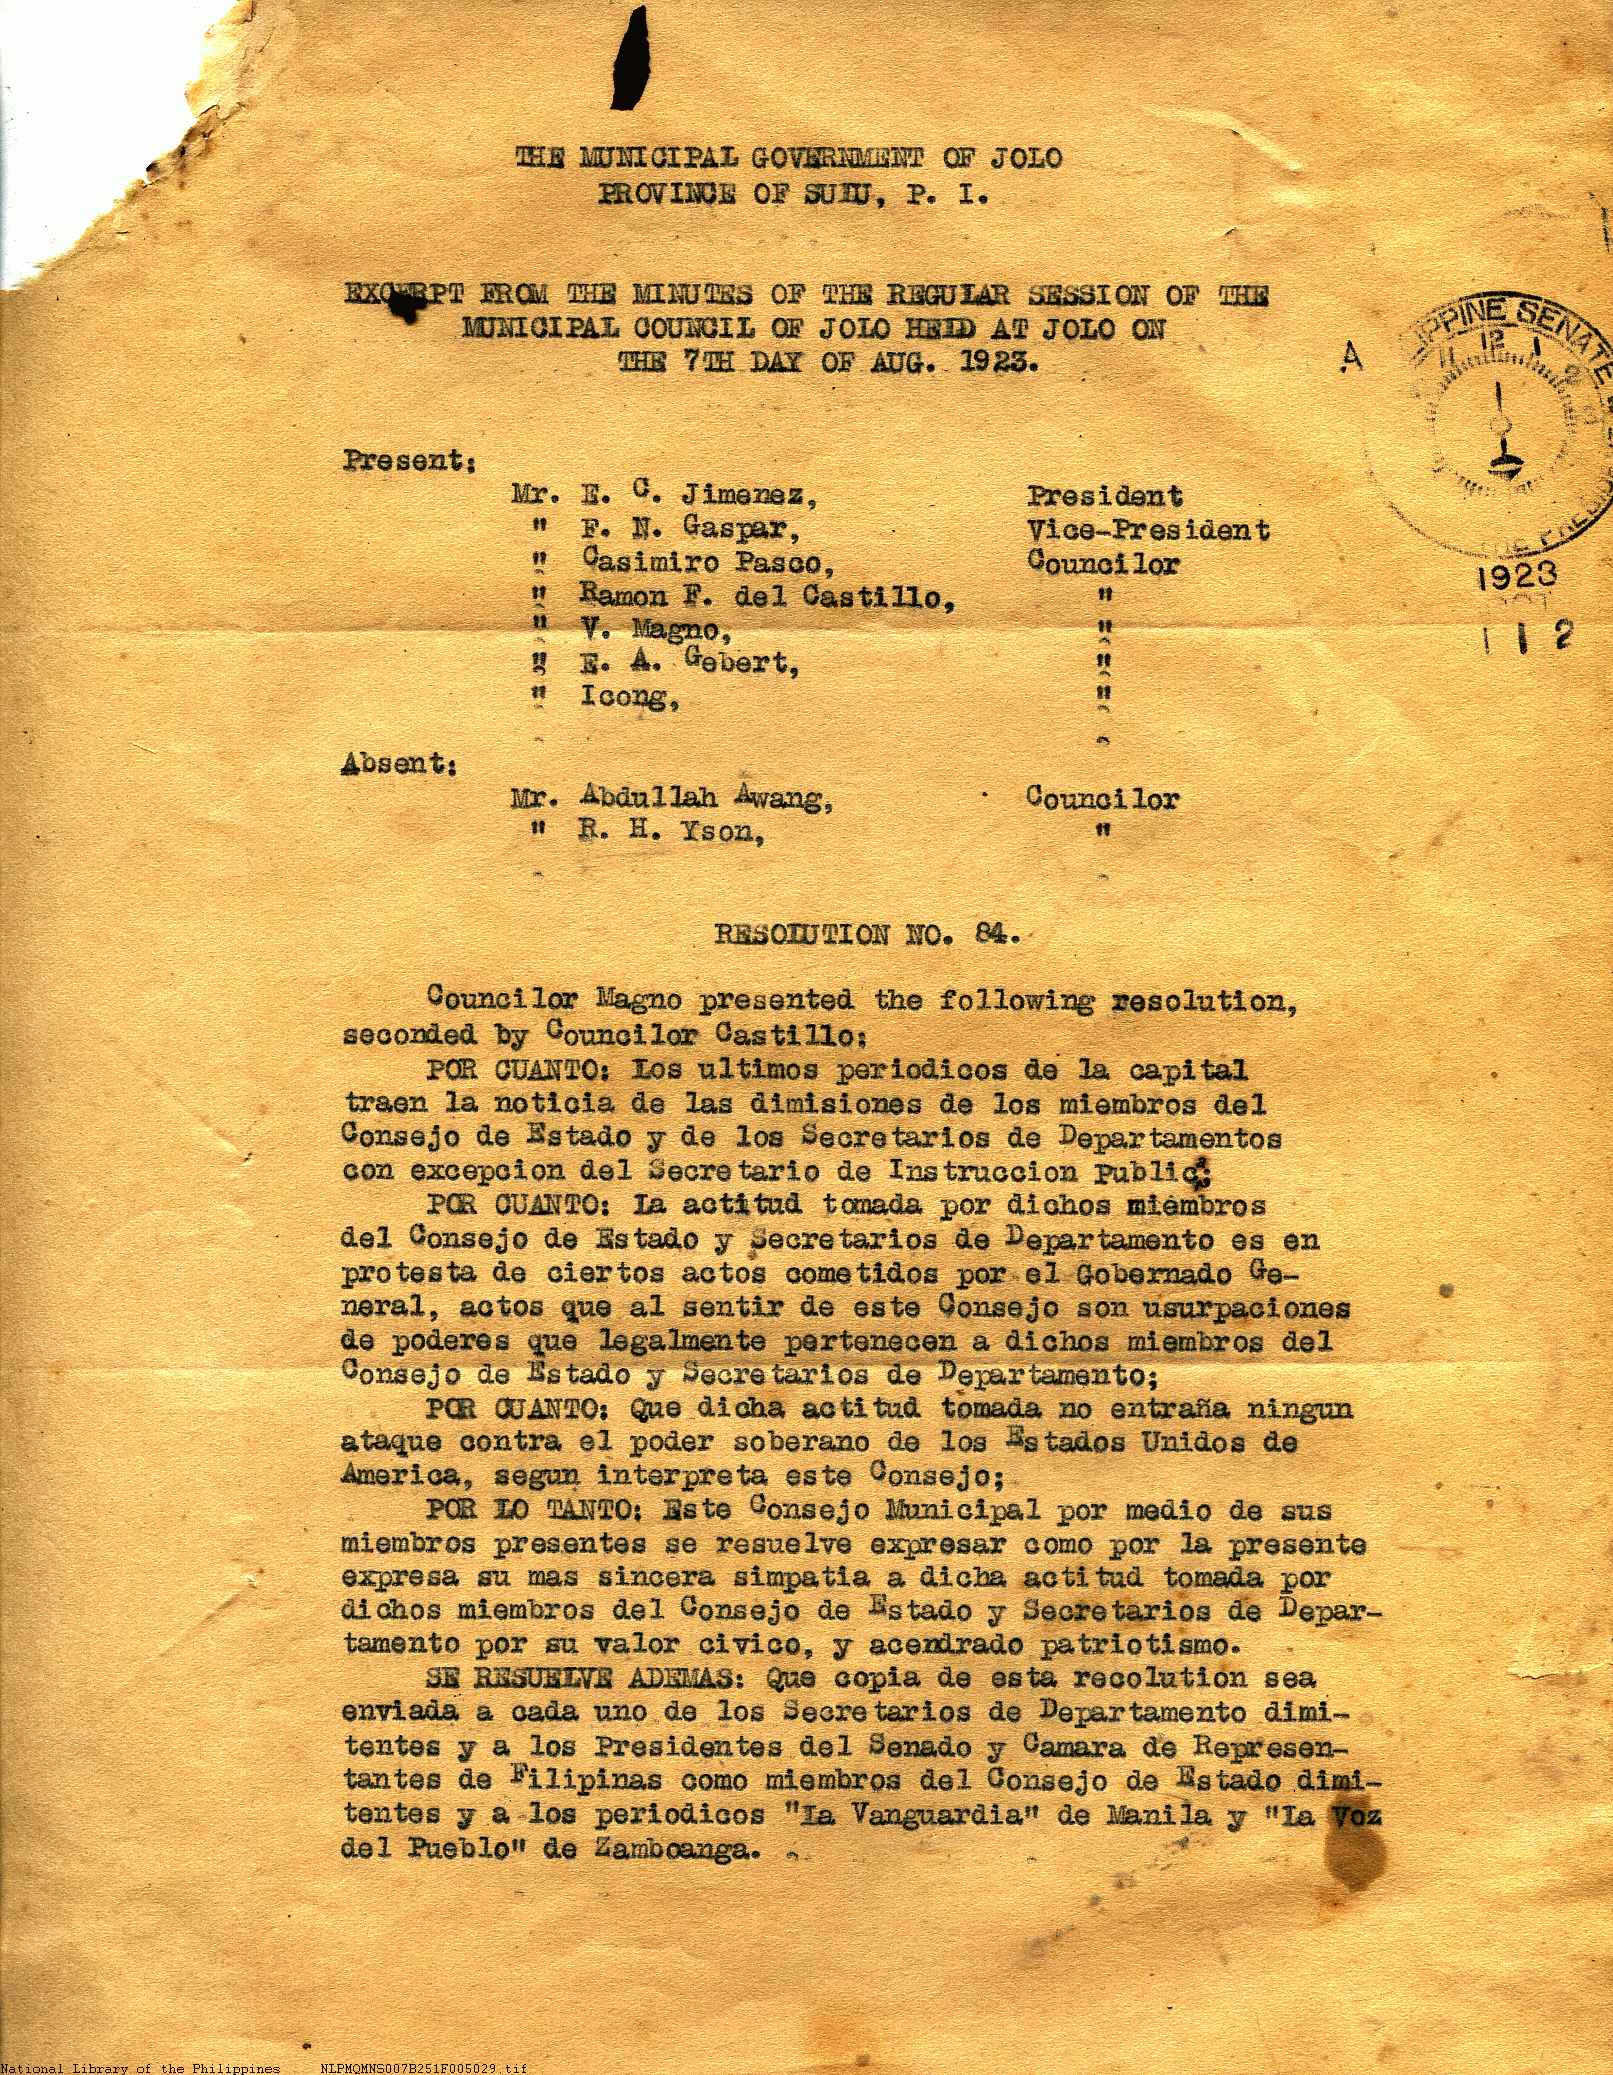 THE MUNICIPAL GOVERNMENT OF JOLO
PROVINCE OF SULU, P. I.
EXCERPT FROM THE MINUTES OF THE REGULAR SESSION OF THE
MUNICIPAL COUNCIL OF JOLO HELD AT JOLO ON
THE 7TH DAY OF AUG. 1923.
A
PPINE SENATE
11 12 1 2
1923
1 1 2
Present:
Mr. E. C. Jimenez, President
" F. N. Gaspar, Vice-President
" Casimiro Pasco, Councilor
" Ramon F. del Castillo, "
" V. Magno, "
" E. A. Gebert, "
" Icong, "
Absent:
Mr. Abdullah Awang, Councilor
" R. H. Yson, "
RESOLUTION NO. 84.
Councilor Magno presented the following resolution,
seconded by Councilor Castillo:
POR CUANTO: Los ultimos periodicos de la capital
traen la noticia de las dimisiones de los miembros del
Consejo de Estado y de los Secretarios de Departamentos
con excepcion del Secretario de Instruccion Public;
POR CUANTO: La actitud tomada por dichos miembros
del Consejo de Estado y Secretarios de Departamento es en
protesta de ciertos actos cometidos por el Gobernado Ge-
neral, actos que al sentir de este Consejo son usurpaciones
de poderes que legalmente pertenecen a dichos miembros del
Consejo de Estado y Secretarios de Departamento;
POR CUANTO: Que dicha actitud tomada no entraña ningun
ataque contra el poder soberano de los Estados Unidos de
America, segun interpreta este Consejo;
POR LO TANTO: Este Consejo Municipal por medio de sus
miembros presentes se resuelve expresar como por la presente
expresa su mas sincera simpatia a dicha actitud tomada por
dichos miembros del Consejo de Estado y Secretarios de Depar-
tamento por su valor civico, y acendrado patriotismo.
SE RESUELVE ADEMAS: Que copia de esta recolution sea
enviada a cada uno de los Secretarios de Departamento dimi-
tentes y a los Presidentes del Senado y Camara de Represen-
tantes de Filipinas como miembros del Consejo de Estado dimi-
tentes y a los periodicos "La Vanguardia" de Manila y "La Voz
del Pueblo" de Zamboanga.
National Library of the Philippines NLPMQMNS007B251F005029.tif